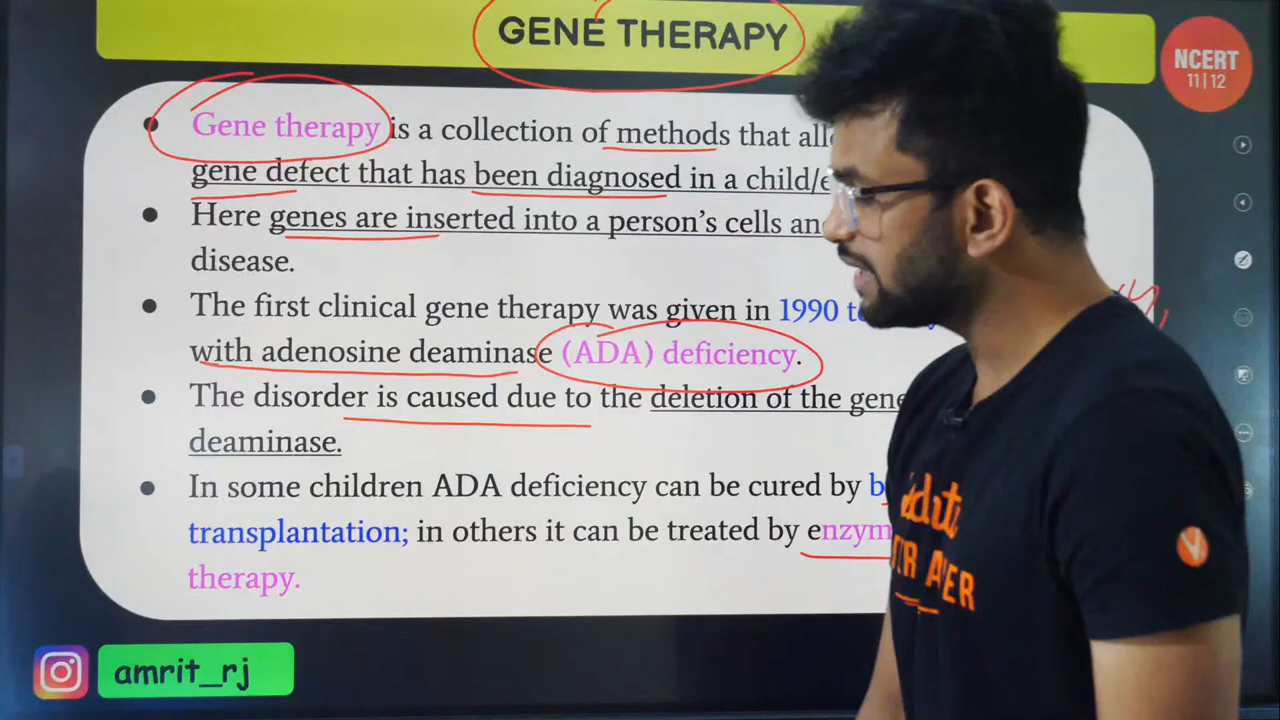 GENE THERAPY
NCERT
11|12
Gene therapy is a collection of methods that
gene defect that has been diagnosed in a child/
Here genes are inserted into a person's cells
disease.
The first clinical gene therapy was given in 1990
with adenosine deaminase (ADA) deficiency.
The disorder is caused due to the deletion of the gene
deaminase.
In some children ADA deficiency can be cured by
transplantation; in others it can be treated by
therapy.
amrit_rj